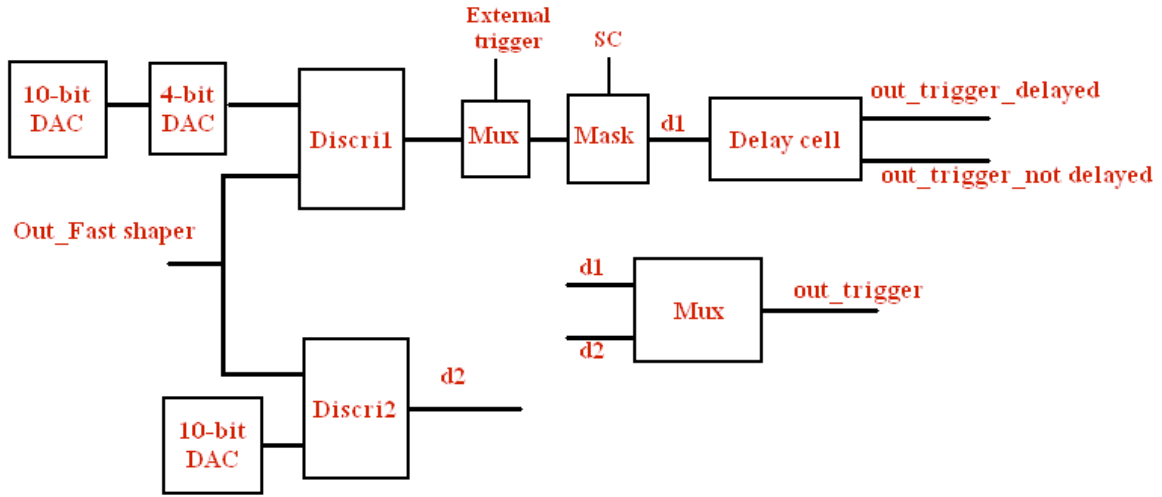 External
trigger
SC
10-bit
DAC
4-bit
DAC
Discri1
Mux
Mask
d1
Delay cell
out_trigger_delayed
out_trigger_not delayed
Out_Fast shaper
d1
d2
Mux
out_trigger
Discri2
d2
10-bit
DAC